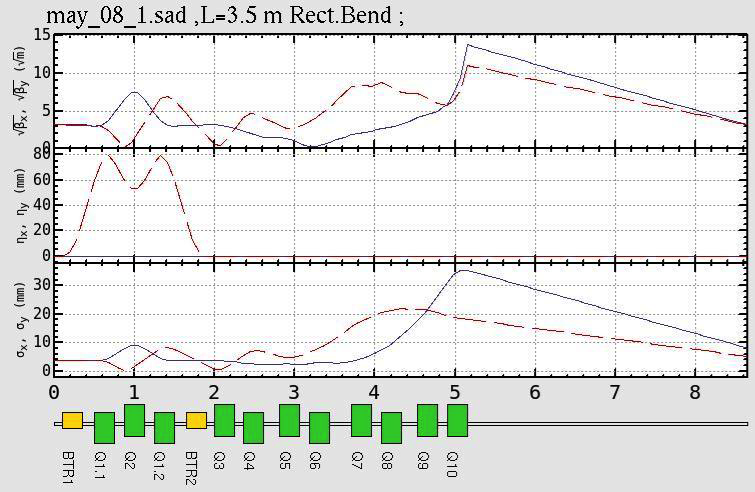 may_08_1.sad ,L=3.5 m Rect.Bend ;
√βx, √βy (√m)
15
10
5
0
ηx, ηy (mm)
80
60
40
20
0
σx, σy (mm)
30
20
10
0
0 1 2 3 4 5 6 7 8
BTR1 Q1.1 Q2 Q1.2 BTR2 Q3 Q4 Q5 Q6 Q7 Q8 Q9 Q10